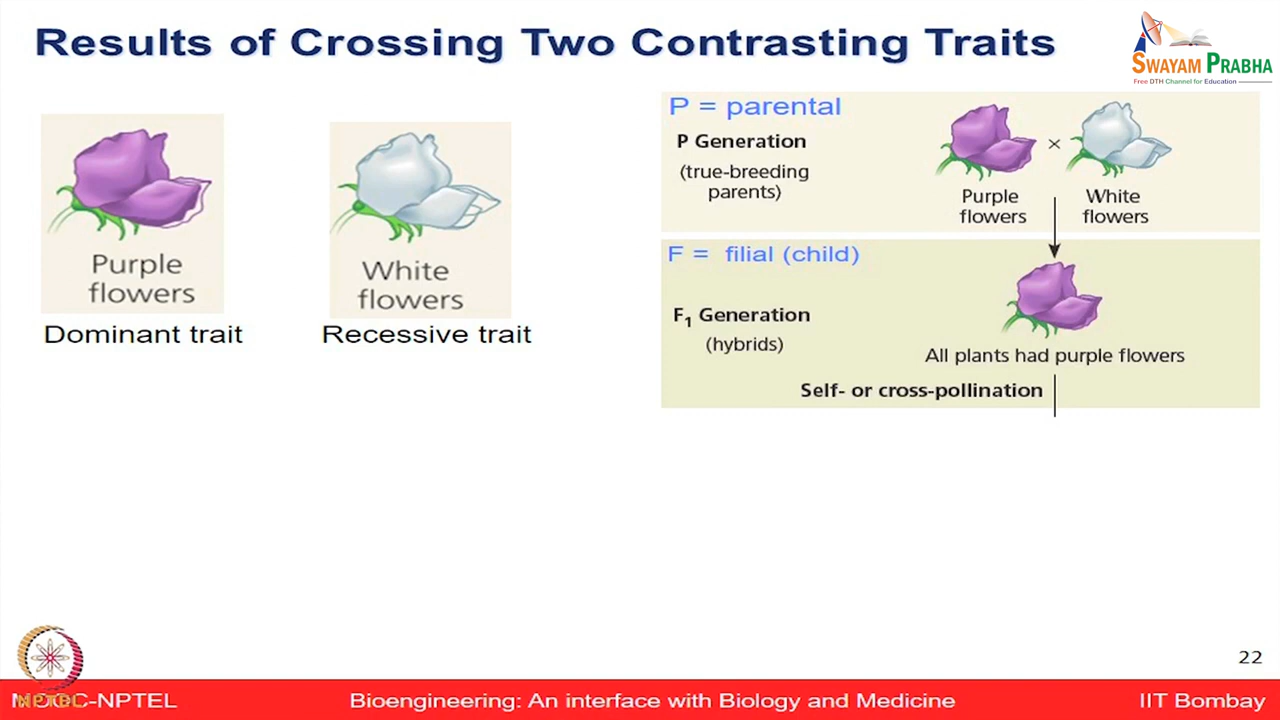 Results of Crossing Two Contrasting Traits
SWAYAM PRABHA
Free DTH Channel for Education
Purple
flowers
Dominant trait
White
flowers
Recessive trait
P = parental
P Generation
(true-breeding
parents)
×
Purple
flowers
White
flowers
F = filial (child)
F1 Generation
(hybrids)
All plants had purple flowers
Self- or cross-pollination
22
NPTEL
MOOC-NPTEL
Bioengineering: An interface with Biology and Medicine
IIT Bombay